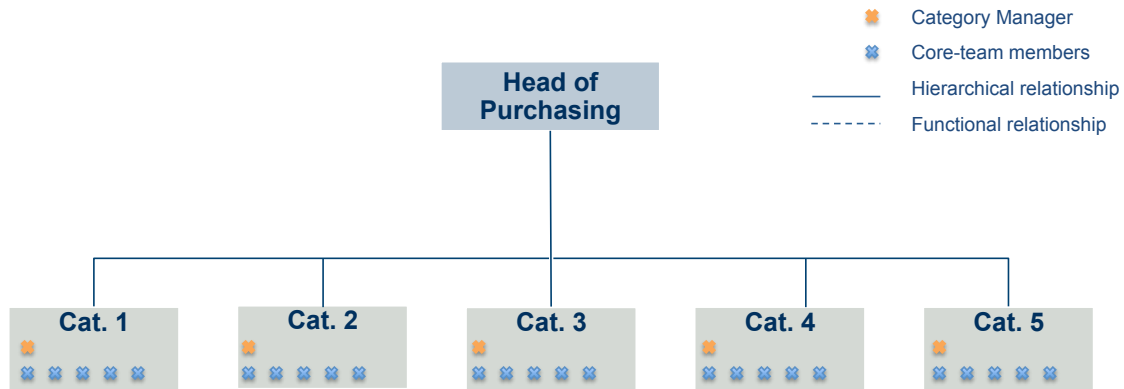 Category Manager
Core-team members
Hierarchical relationship
Functional relationship
Head of
Purchasing
Cat. 1
Cat. 2
Cat. 3
Cat. 4
Cat. 5